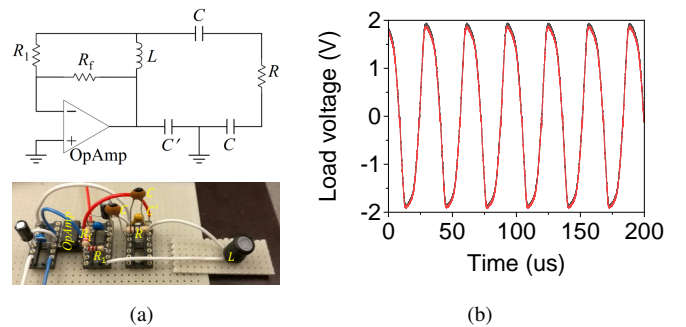 C
R1
Rf
L
R
−
+
OpAmp
C′
C
OpAmp
R
L
(a)
Load voltage (V)
2
1
0
-1
-2
0 50 100 150 200
Time (us)
(b)